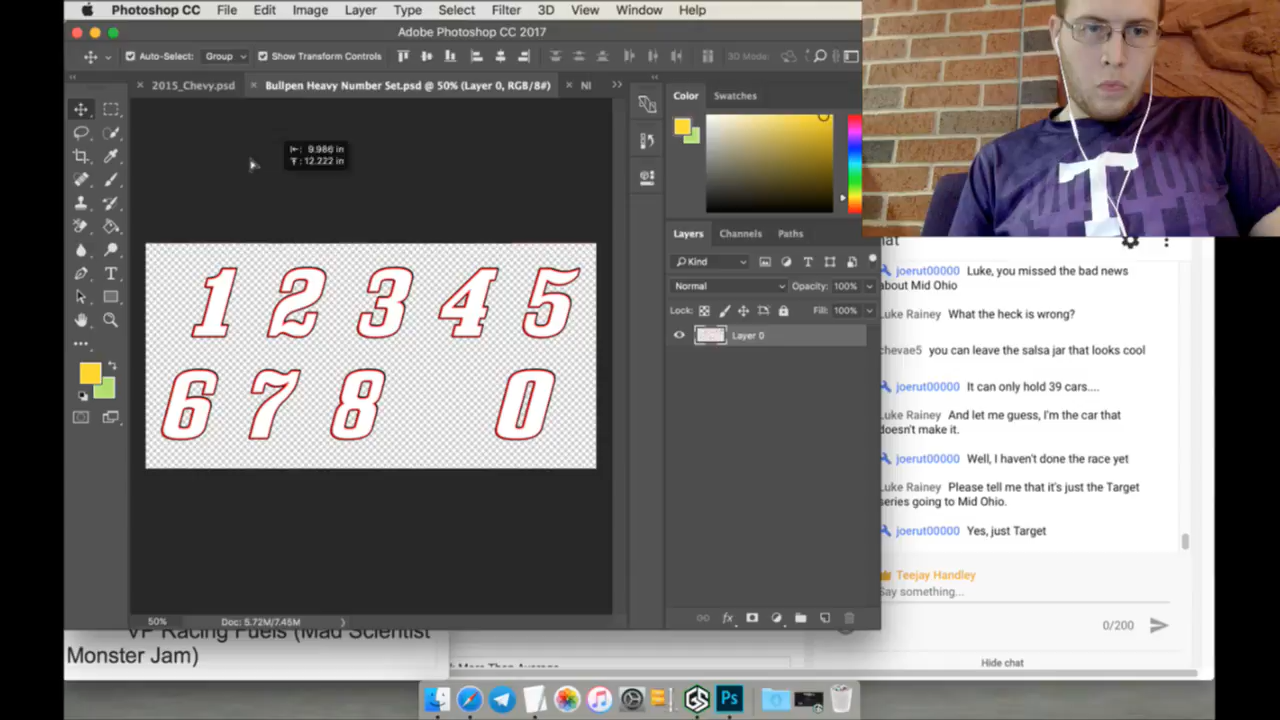 Photoshop CC File Edit Image Layer Type Select Filter 3D View Window Help
Adobe Photoshop CC 2017
Auto-Select: Group Show Transform Controls 3D Mode:
2015_Chevy.psd Bullpen Heavy Number Set.psd @ 50% (Layer 0, RGB/8#) NI
Color Swatches
9.986 in
12.222 in
1 2 3 4 5
6 7 8 0
Layers Channels Paths
Kind
Normal Opacity: 100%
Lock: Fill: 100%
Layer 0
50% Doc: 5.72M/7.45M
fx
hat
joerut00000 Luke, you missed the bad news
about Mid Ohio
Luke Rainey What the heck is wrong?
chevae5 you can leave the salsa jar that looks cool
joerut00000 It can only hold 39 cars....
Luke Rainey And let me guess, I'm the car that
doesn't make it.
joerut00000 Well, I haven't done the race yet
Luke Rainey Please tell me that it's just the Target
series going to Mid Ohio.
joerut00000 Yes, just Target
Teejay Handley
Say something...
0/200
Hide chat
VP Racing Fuels (Mad Scientist
Monster Jam)
More Than Average
GS
Ps
T